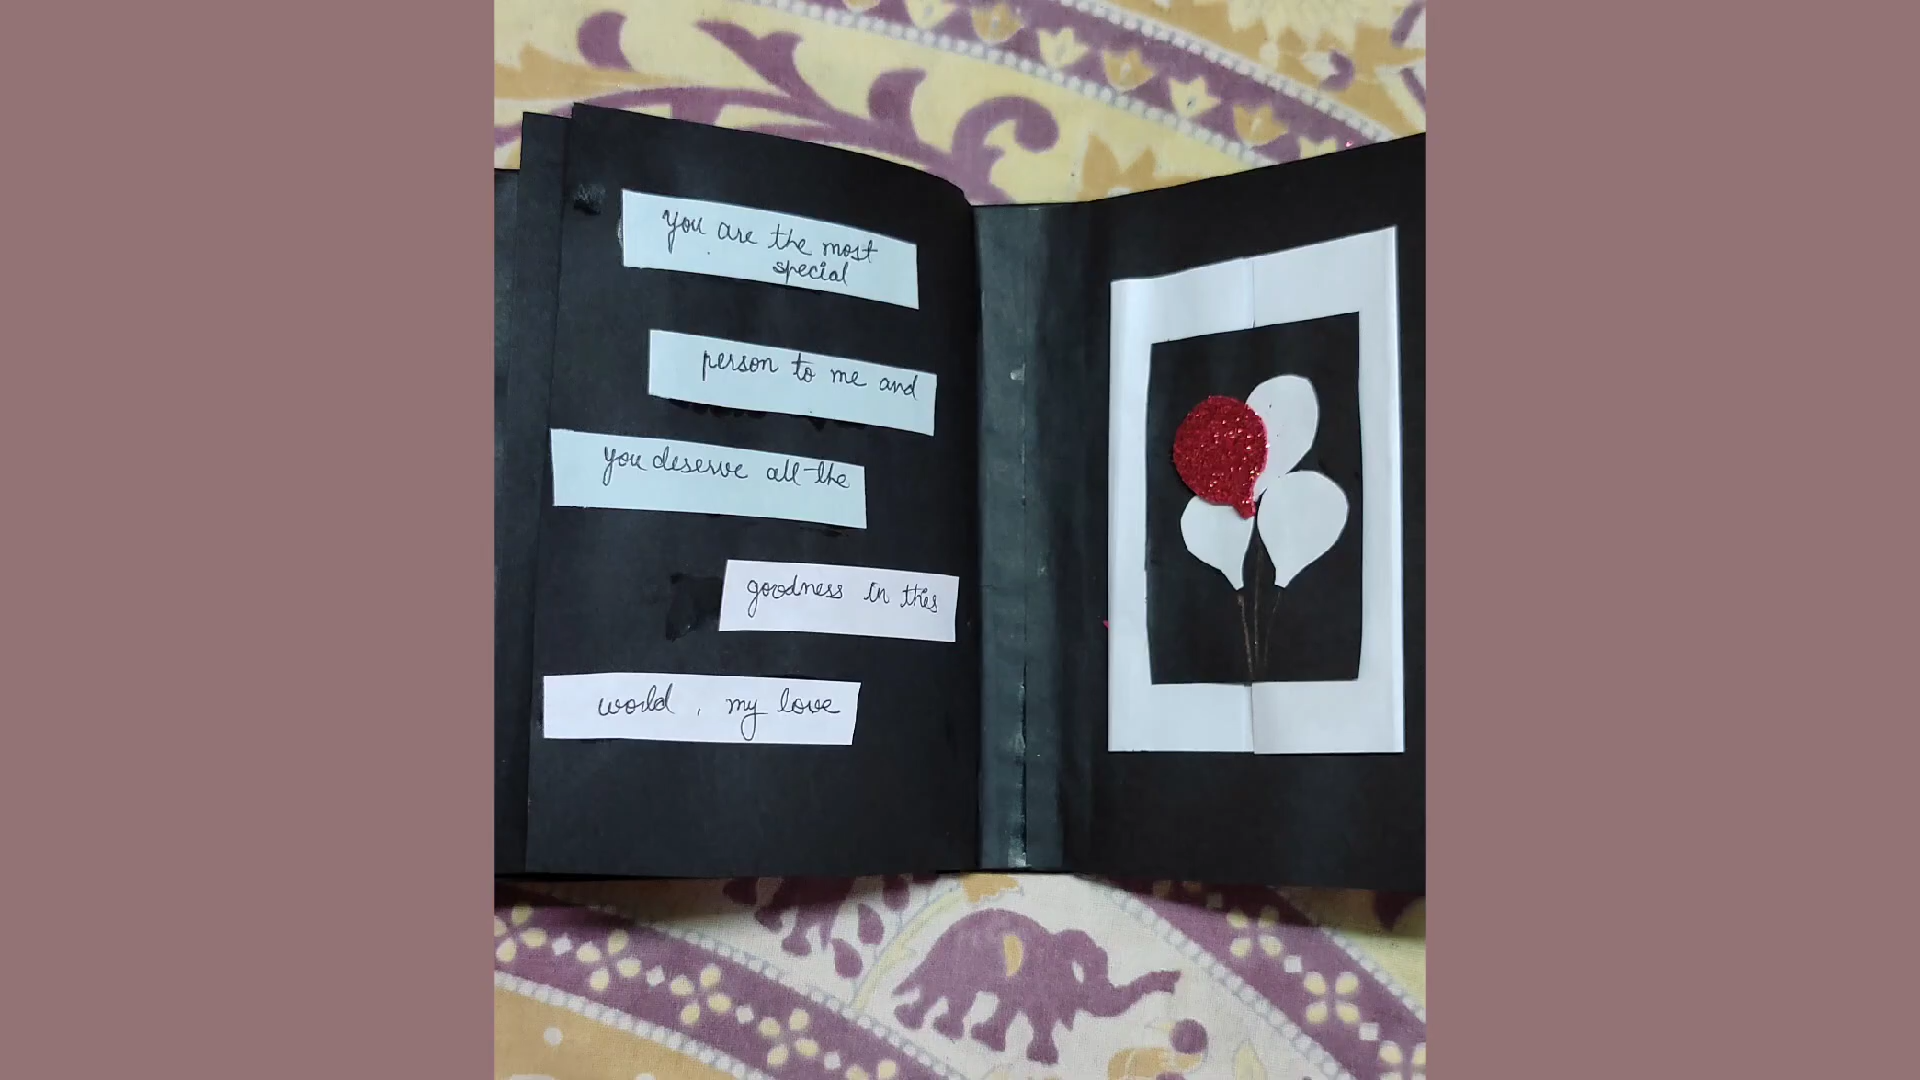 you are the most
special
person to me and
you deserve all the
goodness in this
world, my love